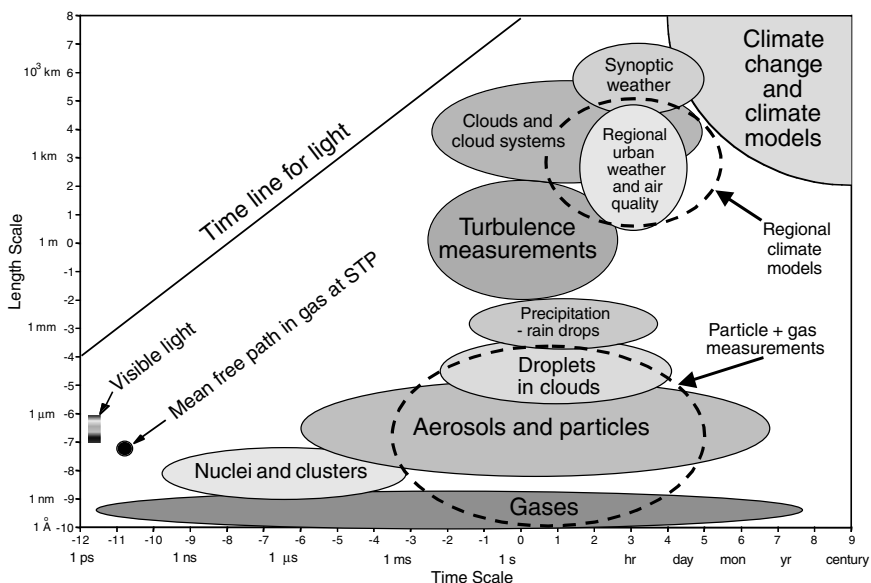 8
10³ km 7
6
5
4
1 km 3
2
1
1 m 0
-1
-2
1 mm -3
-4
-5
1 µm -6
-7
-8
1 nm -9
1 Å -10
Length Scale
Time line for light
Mean free path in gas at STP
Visible light
Synoptic
weather
Climate
change
and
climate
models
Clouds and
cloud systems
Regional
urban
weather
and air
quality
Turbulence
measurements
Regional
climate
models
Precipitation
- rain drops
Particle + gas
measurements
Droplets
in clouds
Aerosols and particles
Nuclei and clusters
Gases
-12 -11 -10 -9 -8 -7 -6 -5 -4 -3 -2 -1 0 1 2 3 4 5 6 7 8 9
1 ps 1 ns 1 µs 1 ms 1 s hr day mon yr century
Time Scale